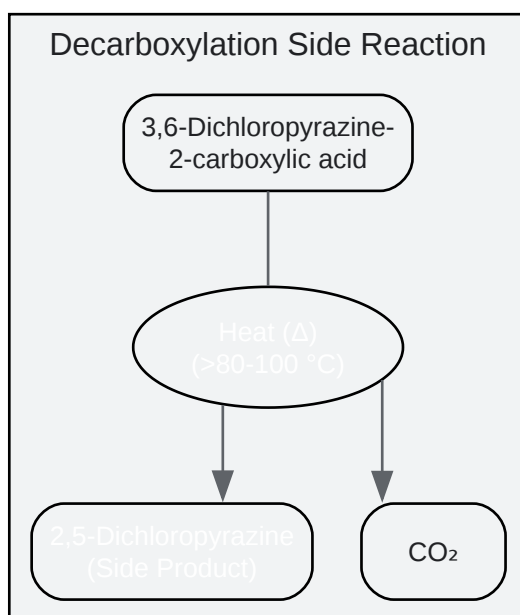 Decarboxylation Side Reaction
3,6-Dichloropyrazine-
2-carboxylic acid
Heat (Δ)
(>80-100 °C)
2,5-Dichloropyrazine
(Side Product)
CO₂